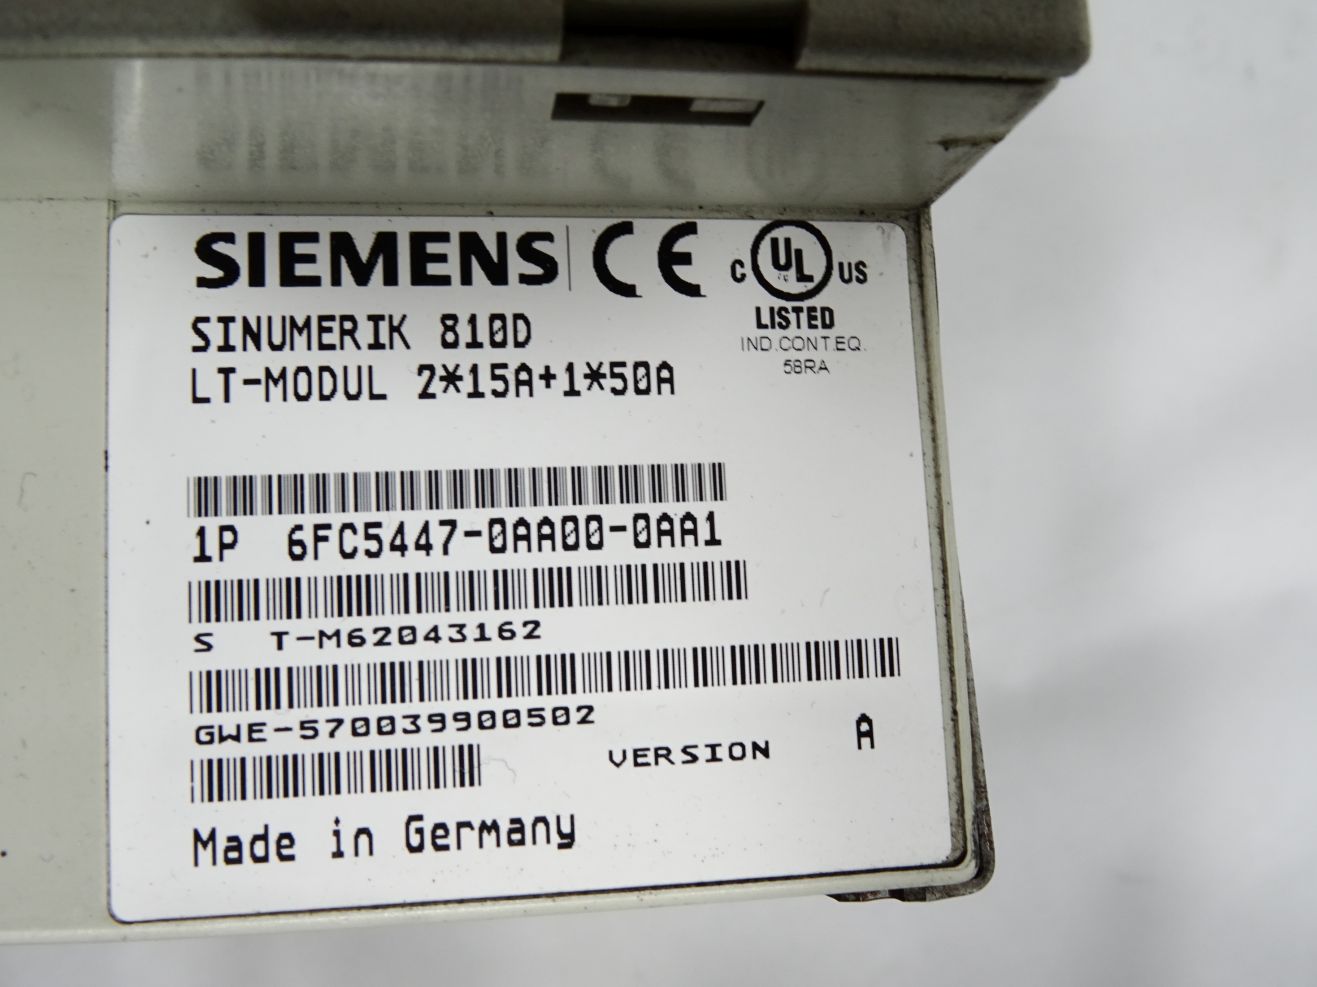 SIEMENS CE C UL US
LISTED
IND.CONT.EQ.
58RA
SINUMERIK 810D
LT-MODUL 2*15A+1*50A
1P 6FC5447-0AA00-0AA1
S T-M62043162
GWE-570039900502
VERSION A
Made in Germany